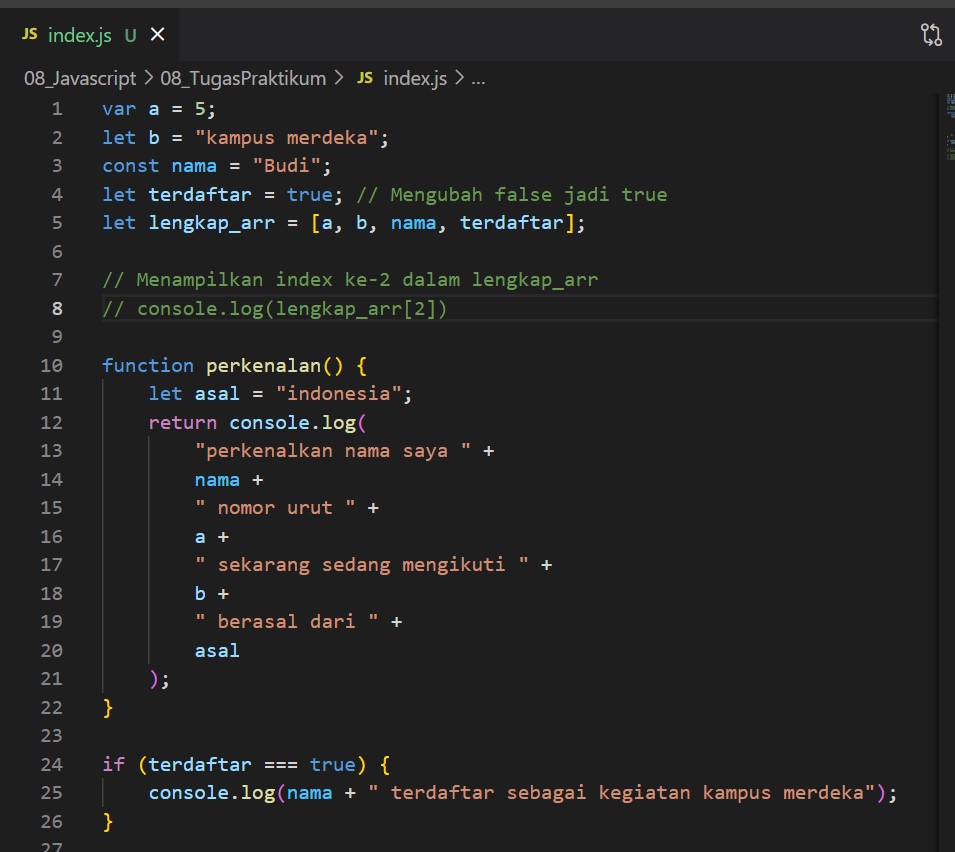 JS index.js U ×
08_Javascript > 08_TugasPraktikum > JS index.js > ...
1 var a = 5;
2 let b = "kampus merdeka";
3 const nama = "Budi";
4 let terdaftar = true; // Mengubah false jadi true
5 let lengkap_arr = [a, b, nama, terdaftar];
6
7 // Menampilkan index ke-2 dalam lengkap_arr
8 // console.log(lengkap_arr[2])
9
10 function perkenalan() {
11     let asal = "indonesia";
12     return console.log(
13         "perkenalkan nama saya " +
14         nama +
15         " nomor urut " +
16         a +
17         " sekarang sedang mengikuti " +
18         b +
19         " berasal dari " +
20         asal
21     );
22 }
23
24 if (terdaftar === true) {
25     console.log(nama + " terdaftar sebagai kegiatan kampus merdeka");
26 }
27